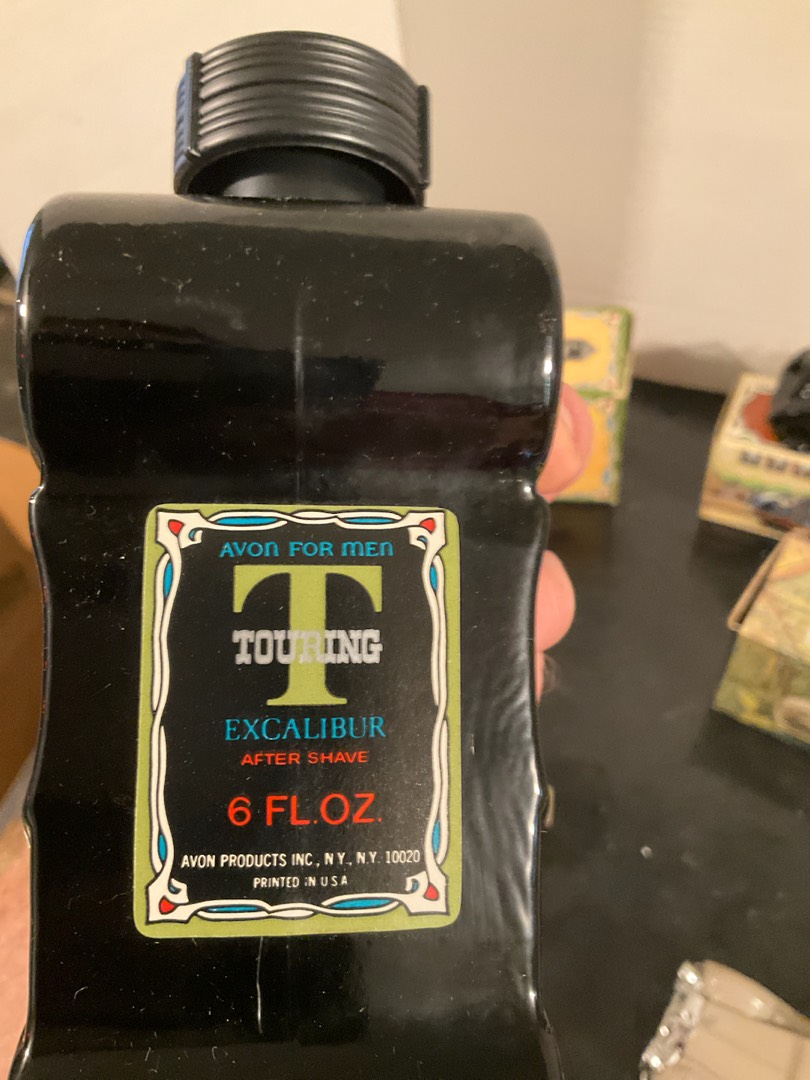 AVON FOR MEN
T
TOURING
EXCALIBUR
AFTER SHAVE
6 FL.OZ.
AVON PRODUCTS INC., N.Y., N.Y. 10020
PRINTED IN U S A